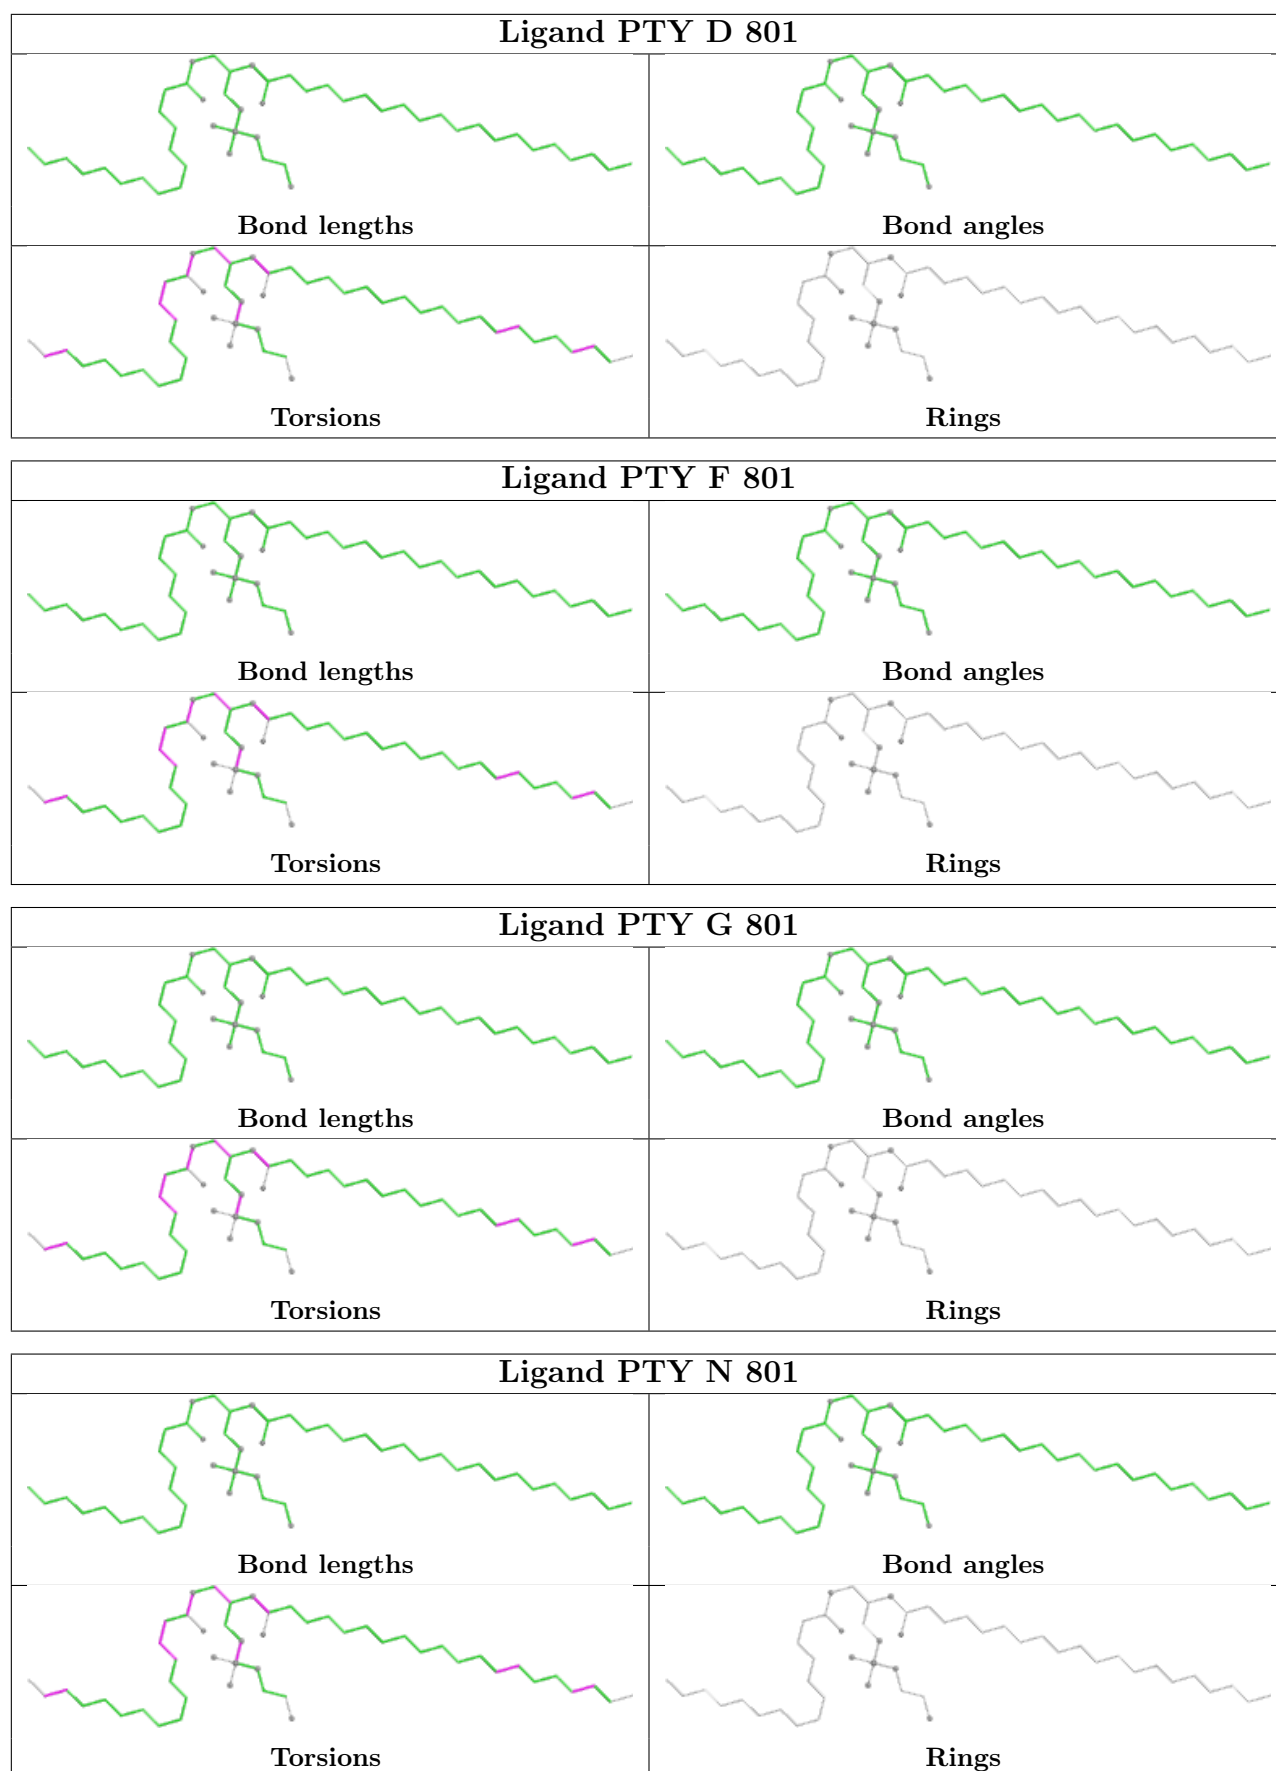 Ligand PTY D 801
Bond lengths
Bond angles
Torsions
Rings
Ligand PTY F 801
Bond lengths
Bond angles
Torsions
Rings
Ligand PTY G 801
Bond lengths
Bond angles
Torsions
Rings
Ligand PTY N 801
Bond lengths
Bond angles
Torsions
Rings